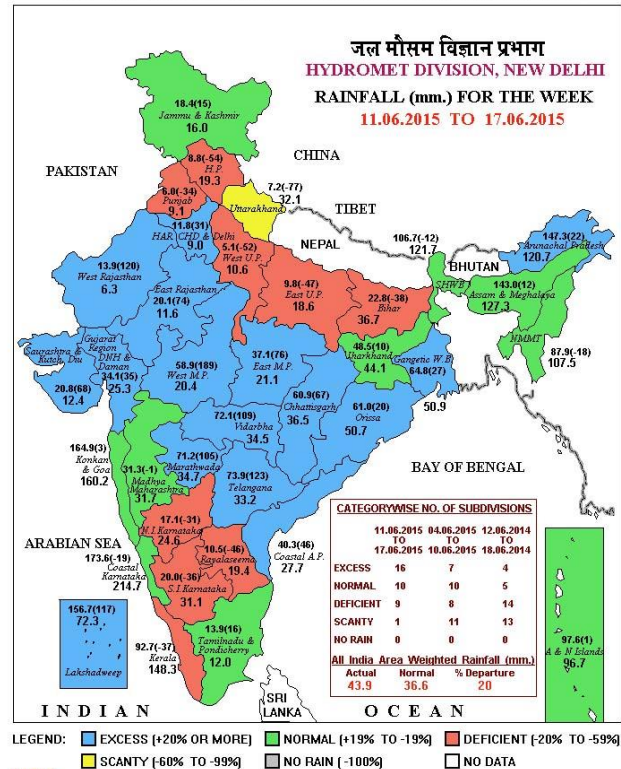 जल मौसम विज्ञान प्रभाग
HYDROMET DIVISION, NEW DELHI
RAINFALL (mm.) FOR THE WEEK
11.06.2015 TO 17.06.2015
18.4(15)
Jammu & Kashmir
16.0
CHINA
PAKISTAN
8.8(-54)
H.P.
19.3
6.0(-34)
Punjab
9.1
7.2(-77)
32.1
Uttarakhand
TIBET
11.8(31)
HAR. CHD & Delhi
9.0
5.1(-52)
West U.P.
10.6
NEPAL
106.7(-12)
121.7
SHWB
BHUTAN
147.3(22)
Arunachal Pradesh
120.7
13.9(120)
West Rajasthan
6.3
East Rajasthan
20.1(74)
11.6
9.8(-47)
East U.P.
18.6
22.8(-38)
Bihar
36.7
143.0(12)
Assam & Meghalaya
127.3
NMMT
87.9(-18)
107.5
Saurashtra &
Kutch, Diu
20.8(68)
12.4
Gujarat
Region
DNH &
Daman
34.1(35)
25.3
58.9(189)
West M.P.
20.4
37.1(76)
East M.P.
21.1
48.5(10)
Jharkhand
44.1
Gangetic W.B.
64.8(27)
50.9
60.9(67)
Chhattisgarh
36.5
61.0(20)
Orissa
50.7
72.1(109)
Vidarbha
34.5
164.9(3)
Konkan
& Goa
160.2
31.3(-1)
Madhya
Maharashtra
31.7
71.2(105)
Marathwada
34.7
73.9(123)
Telangana
33.2
BAY OF BENGAL
ARABIAN SEA
17.1(-31)
N.I.Karnataka
24.6
10.5(-46)
Rayalaseema
19.4
40.3(46)
Coastal A.P.
27.7
173.6(-19)
Coastal
Karnataka
214.7
20.0(-36)
S.I.Karnataka
31.1
156.7(117)
72.3
Lakshadweep
92.7(-37)
Kerala
148.3
13.9(16)
Tamilnadu &
Pondicherry
12.0
SRI
LANKA
97.6(1)
A & N Islands
96.7
CATEGORYWISE NO. OF SUBDIVISIONS
11.06.2015 04.06.2015 12.06.2014
TO TO TO
17.06.2015 10.06.2015 18.06.2014
EXCESS 16 7 4
NORMAL 10 10 5
DEFICIENT 9 8 14
SCANTY 1 11 13
NO RAIN 0 0 0
All India Area Weighted Rainfall (mm.)
Actual Normal % Departure
43.9 36.6 20
INDIAN OCEAN
LEGEND: EXCESS (+20% OR MORE) NORMAL (+19% TO -19%) DEFICIENT (-20% TO -59%)
SCANTY (-60% TO -99%) NO RAIN (-100%) NO DATA